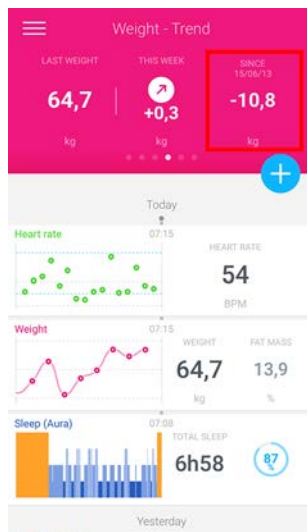 Weight - Trend
LAST WEIGHT
THIS WEEK
SINCE
15/06/13
64,7
+0,3
-10,8
kg
kg
kg
+
Today
Heart rate
07:15
HEART RATE
54
BPM
Weight
07:15
WEIGHT
FAT MASS
64,7
13,9
kg
%
Sleep (Aura)
07:08
TOTAL SLEEP
6h58
87
%
Yesterday